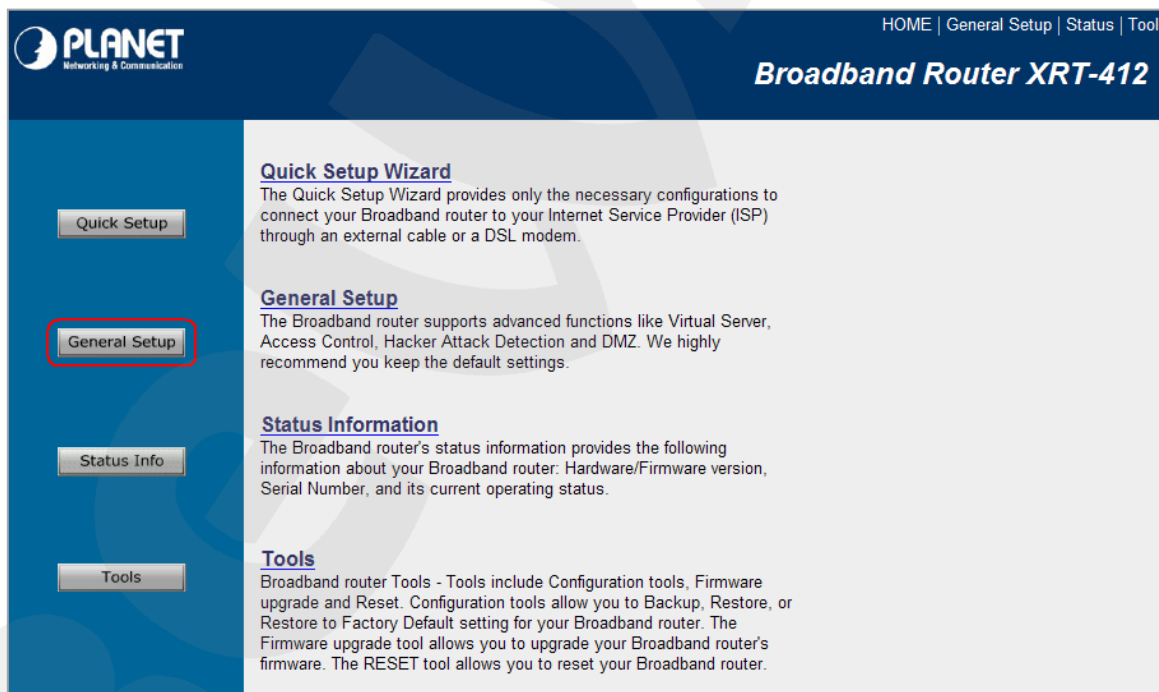 PLANET
Networking & Communication
HOME | General Setup | Status | Tool
Broadband Router XRT-412
Quick Setup
General Setup
Status Info
Tools
Quick Setup Wizard
The Quick Setup Wizard provides only the necessary configurations to
connect your Broadband router to your Internet Service Provider (ISP)
through an external cable or a DSL modem.
General Setup
The Broadband router supports advanced functions like Virtual Server,
Access Control, Hacker Attack Detection and DMZ. We highly
recommend you keep the default settings.
Status Information
The Broadband router's status information provides the following
information about your Broadband router: Hardware/Firmware version,
Serial Number, and its current operating status.
Tools
Broadband router Tools - Tools include Configuration tools, Firmware
upgrade and Reset. Configuration tools allow you to Backup, Restore, or
Restore to Factory Default setting for your Broadband router. The
Firmware upgrade tool allows you to upgrade your Broadband router's
firmware. The RESET tool allows you to reset your Broadband router.